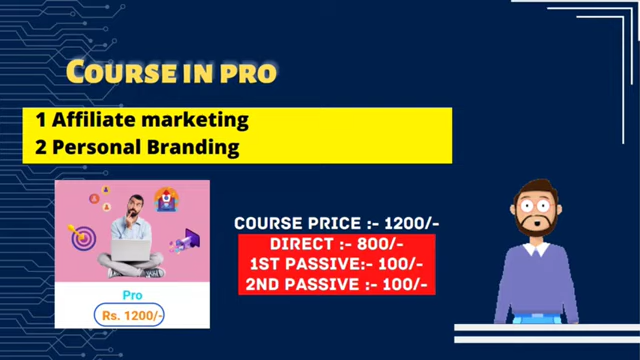 COURSE IN PRO
1 Affiliate marketing
2 Personal Branding
COURSE PRICE :- 1200/-
DIRECT :- 800/-
1ST PASSIVE:- 100/-
2ND PASSIVE :- 100/-
Pro
Rs. 1200/-